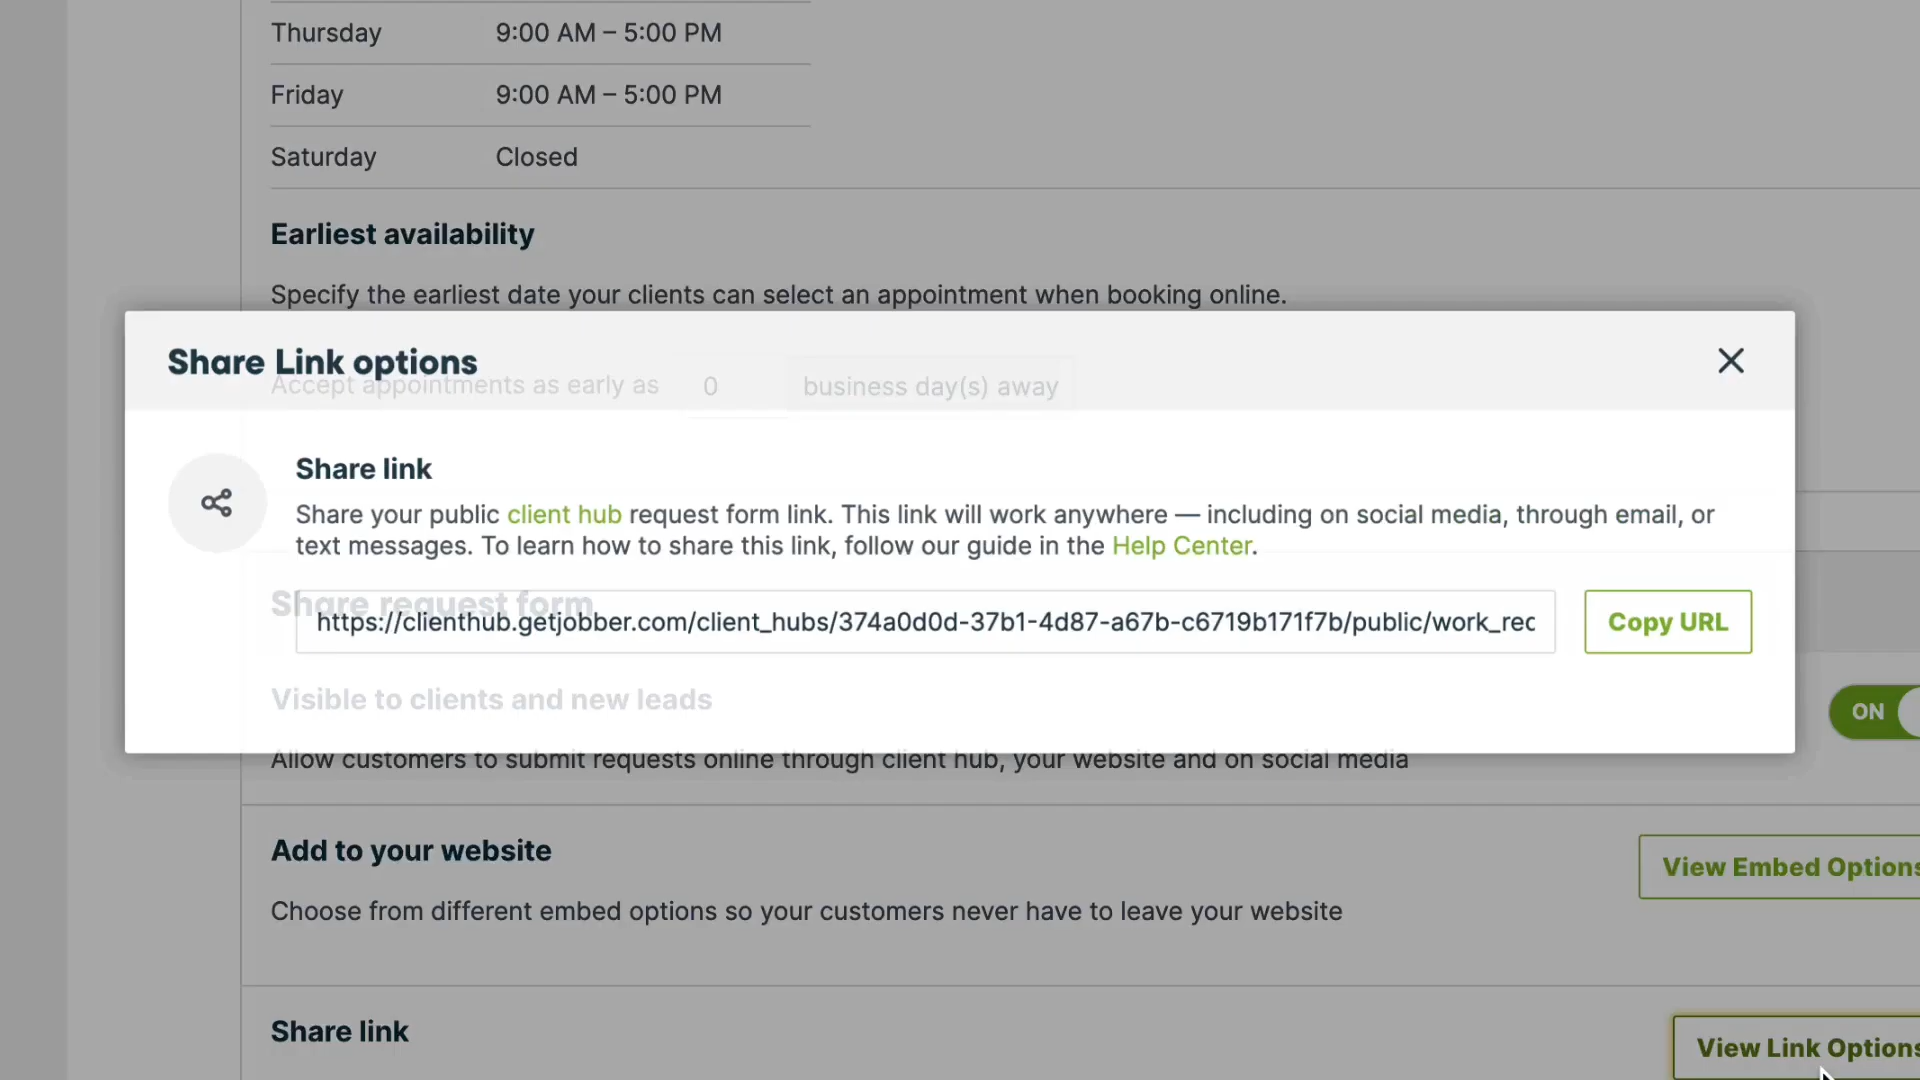 Thursday 9:00 AM – 5:00 PM
Friday 9:00 AM – 5:00 PM
Saturday Closed
Earliest availability
Specify the earliest date your clients can select an appointment when booking online.
Share Link options
Accept appointments as early as 0 business day(s) away
Share link
Share your public client hub request form link. This link will work anywhere — including on social media, through email, or
text messages. To learn how to share this link, follow our guide in the Help Center.
Share request form
https://clienthub.getjobber.com/client_hubs/374a0d0d-37b1-4d87-a67b-c6719b171f7b/public/work_rec
Copy URL
Visible to clients and new leads
ON
Allow customers to submit requests online through client hub, your website and on social media
Add to your website
View Embed Options
Choose from different embed options so your customers never have to leave your website
Share link
View Link Options